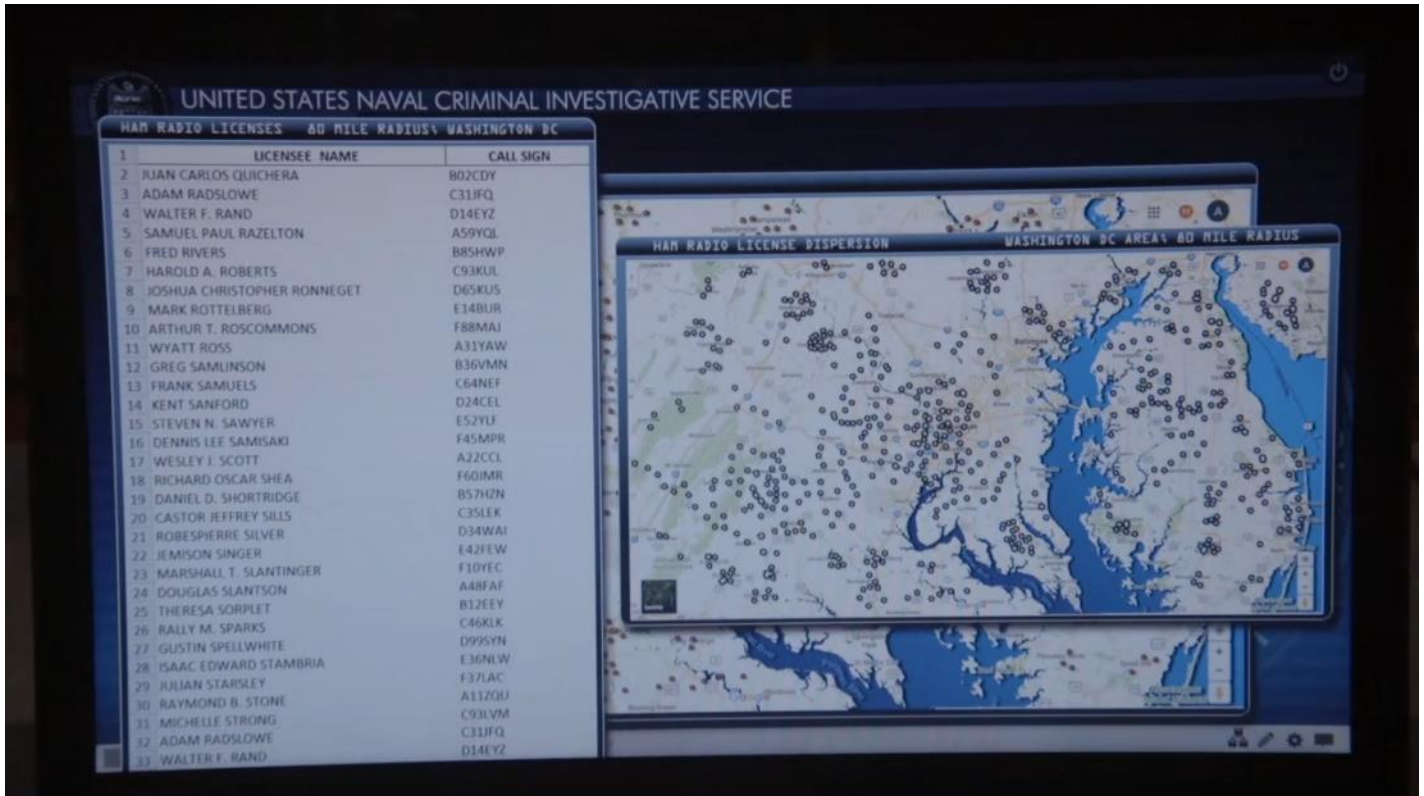 UNITED STATES NAVAL CRIMINAL INVESTIGATIVE SERVICE
HAM RADIO LICENSES 80 MILE RADIUS: WASHINGTON DC
1 LICENSEE NAME CALL SIGN
2 JUAN CARLOS QUICHERA B02CDY
3 ADAM RADSLOWE C31JFQ
4 WALTER F. RAND D14EYZ
5 SAMUEL PAUL RAZELTON A59YQL
6 FRED RIVERS B85HWP
7 HAROLD A. ROBERTS C93KUL
8 JOSHUA CHRISTOPHER RONNEGET D65KUS
9 MARK ROTTELBERG E14BUR
10 ARTHUR T. ROSCOMMONS F88MAJ
11 WYATT ROSS A31YAW
12 GREG SAMLINSON B36VMN
13 FRANK SAMUELS C64NEF
14 KENT SANFORD D24CEL
15 STEVEN N. SAWYER E52YLF
16 DENNIS LEE SAMISAKI F45MPR
17 WESLEY J. SCOTT A22CCL
18 RICHARD OSCAR SHEA F60JMR
19 DANIEL D. SHORTRIDGE B57HZN
20 CASTOR JEFFREY SILLS C35LEK
21 ROBESPIERRE SILVER D34WAI
22 JEMISON SINGER E42FEW
23 MARSHALL T. SLANTINGER F10YEC
24 DOUGLAS SLANTSON A48FAF
25 THERESA SORPLET B12EEY
26 RALLY M. SPARKS C46KLK
27 GUSTIN SPELLWHITE D99SYN
28 ISAAC EDWARD STAMBRIA E36NLW
29 JULIAN STARSLEY F37LAC
30 RAYMOND B. STONE A11ZQU
31 MICHELLE STRONG C93LVM
32 ADAM RADSLOWE C31JFQ
33 WALTER F. RAND D14EYZ
HAM RADIO LICENSE DISPERSION WASHINGTON DC AREA: 80 MILE RADIUS
Baltimore